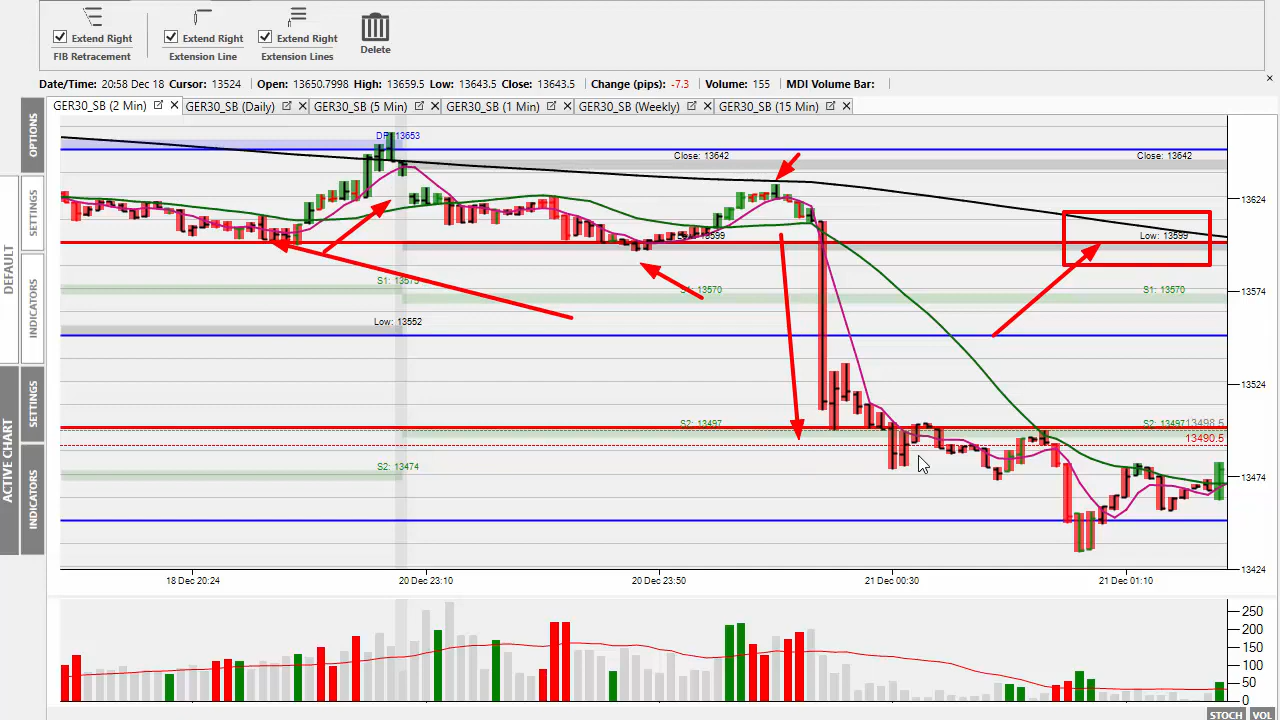 Extend Right Extend Right Extend Right
FIB Retracement Extension Line Extension Lines Delete
Date/Time: 20:58 Dec 18 Cursor: 13524 Open: 13650.7998 High: 13659.5 Low: 13643.5 Close: 13643.5 Change (pips): -7.3 Volume: 155 MDI Volume Bar:
GER30_SB (2 Min) GER30_SB (Daily) GER30_SB (5 Min) GER30_SB (1 Min) GER30_SB (Weekly) GER30_SB (15 Min)
OPTIONS
SETTINGS
INDICATORS
DEFAULT
SETTINGS
INDICATORS
ACTIVE CHART
13653
Close: 13642 Close: 13642
13624
13599 Low: 13599
S1: 13575
S1: 13570 S1: 13570
13574
Low: 13552
13524
S2: 13497 S2: 13497 13498.5
13490.5
S2: 13474
13474
13424
18 Dec 20:24 20 Dec 23:10 20 Dec 23:50 21 Dec 00:30 21 Dec 01:10
250
200
150
100
50
0
STOCH VOL